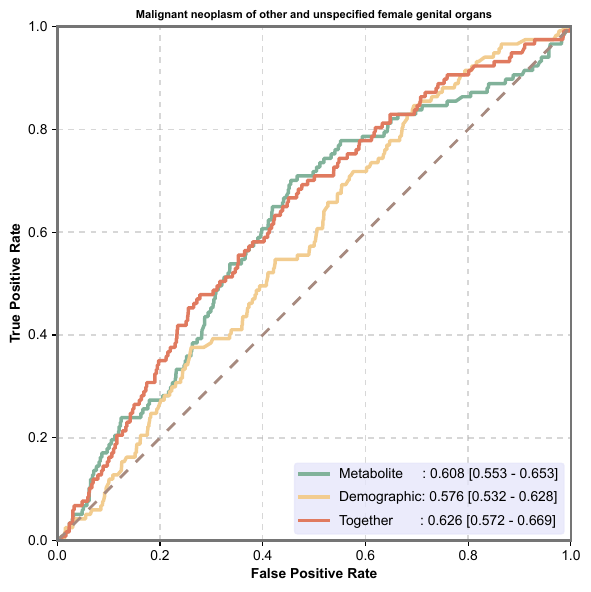 Malignant neoplasm of other and unspecified female genital organs
True Positive Rate
1.0
0.8
0.6
0.4
0.2
0.0
Metabolite : 0.608 [0.553 - 0.653]
Demographic: 0.576 [0.532 - 0.628]
Together : 0.626 [0.572 - 0.669]
0.0 0.2 0.4 0.6 0.8 1.0
False Positive Rate